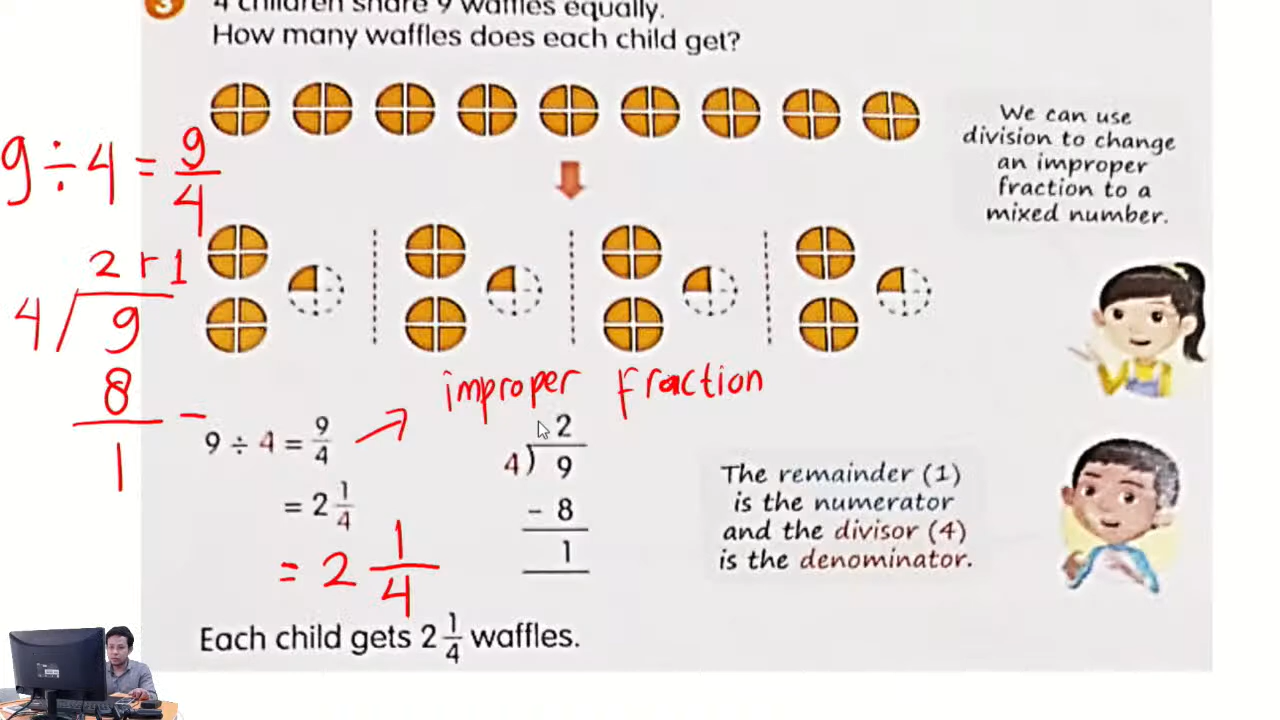 3 4 children share 9 waffles equally.
How many waffles does each child get?
We can use
division to change
an improper
fraction to a
mixed number.
9 ÷ 4 = 9/4
2 r 1
4 / 9
8 -
1
improper fraction
9 ÷ 4 = 9/4
= 2 1/4
= 2 1/4
2
4 ) 9
- 8
1
The remainder (1)
is the numerator
and the divisor (4)
is the denominator.
Each child gets 2 1/4 waffles.